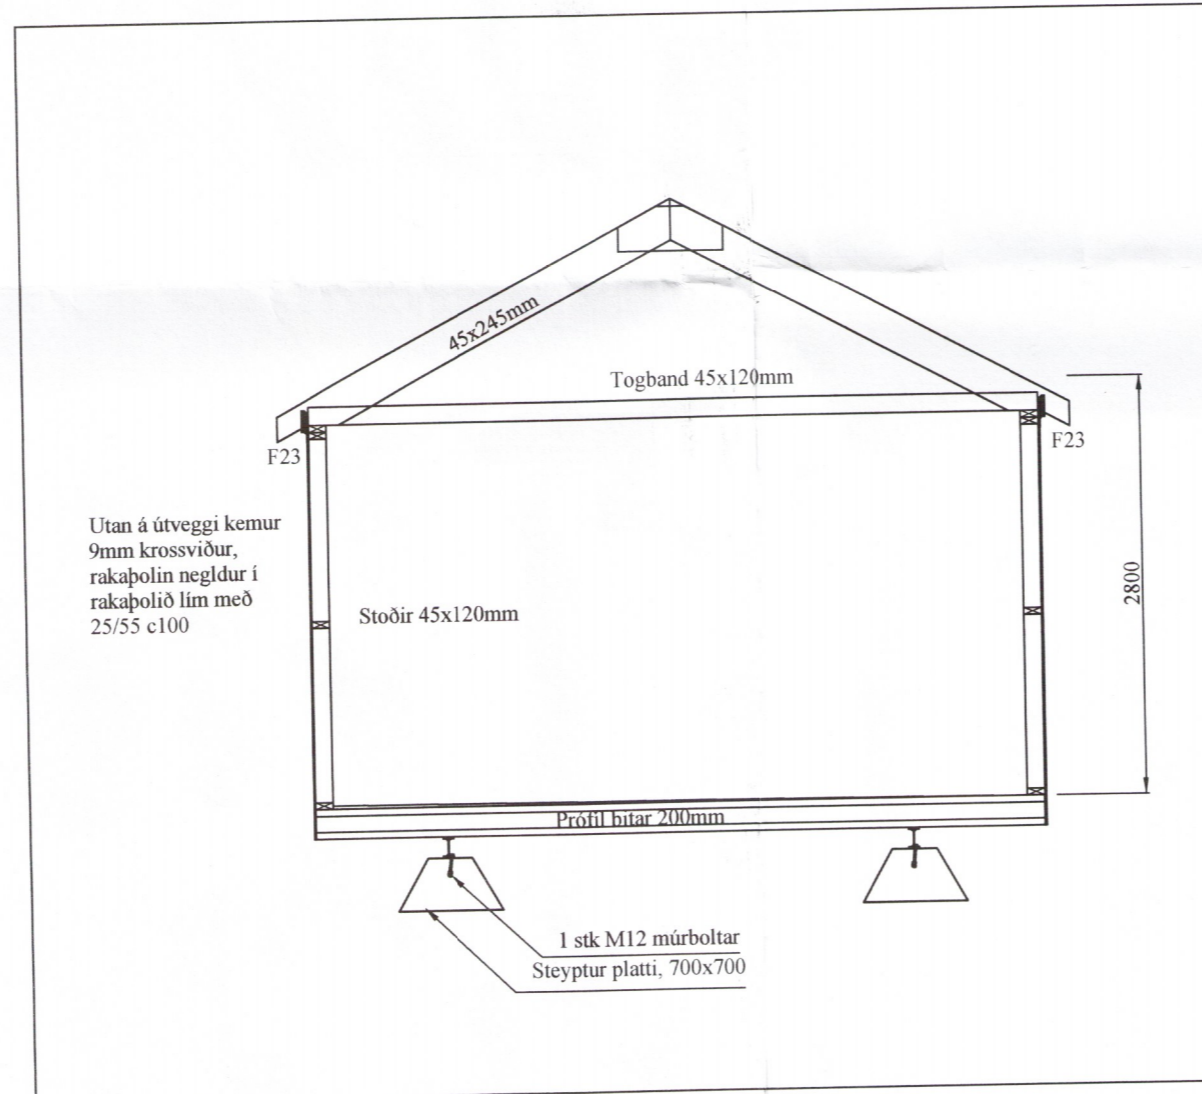 45x245mm
Togband 45x120mm
F23
F23
Utan á útveggi kemur
9mm krossviður,
rakaþolin negldur í
rakaþolið lím með
25/55 c100
Stoðir 45x120mm
2800
Prófil bitar 200mm
1 stk M12 múrboltar
Steyptur platti, 700x700